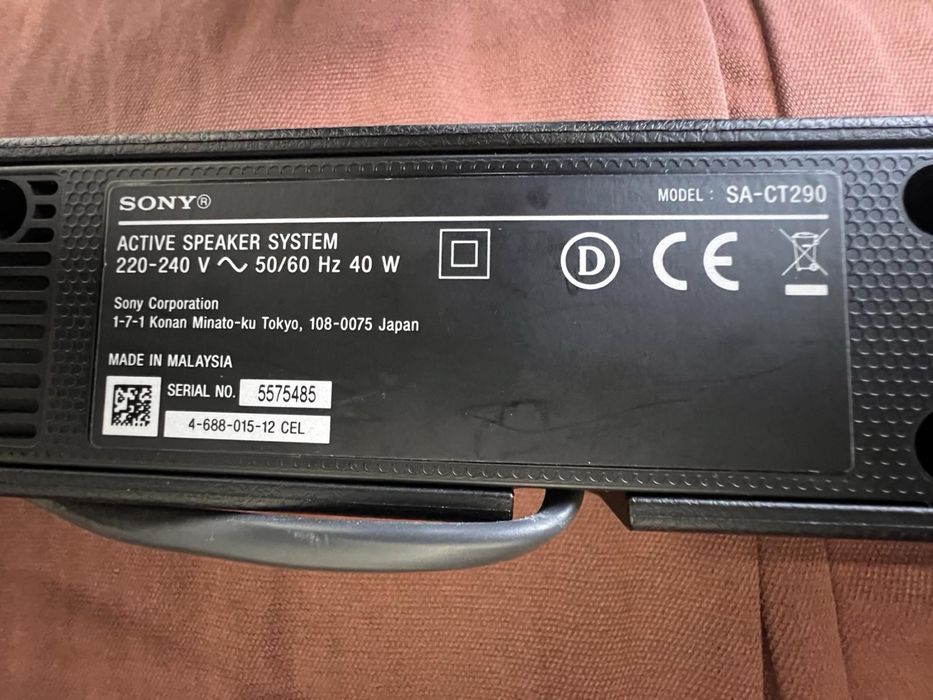 SONY®
MODEL : SA-CT290
ACTIVE SPEAKER SYSTEM
220-240 V ~ 50/60 Hz 40 W
D
CE
Sony Corporation
1-7-1 Konan Minato-ku Tokyo, 108-0075 Japan
MADE IN MALAYSIA
SERIAL NO. 5575485
4-688-015-12 CEL